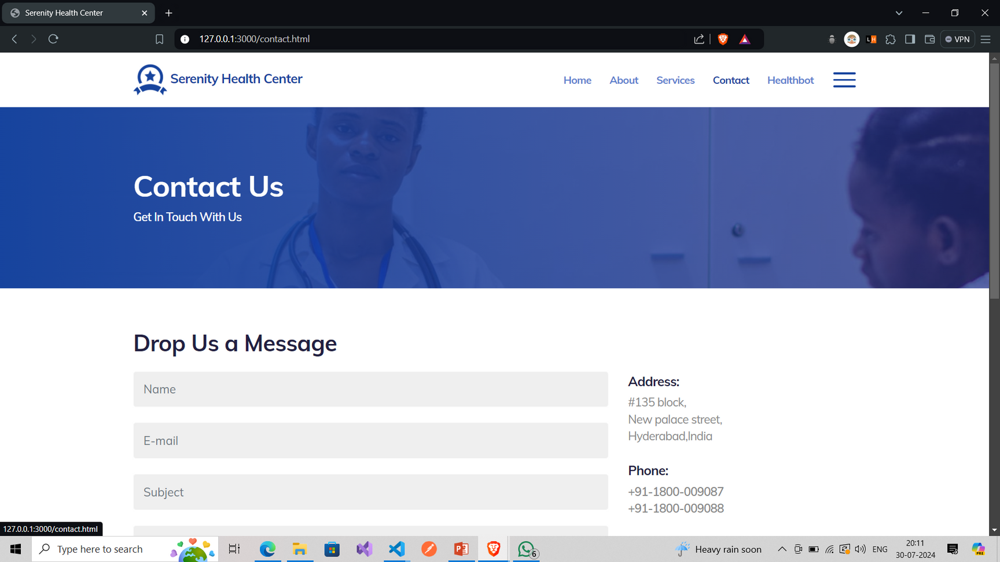 Serenity Health Center
127.0.0.1:3000/contact.html
LH
VPN
Serenity Health Center
Home
About
Services
Contact
Healthbot
Contact Us
Get In Touch With Us
Drop Us a Message
Name
E-mail
Subject
Address:
#135 block,
New palace street,
Hyderabad,India
Phone:
+91-1800-009087
+91-1800-009088
127.0.0.1:3000/contact.html
Type here to search
6
Heavy rain soon
ENG
20:11
30-07-2024
PRE